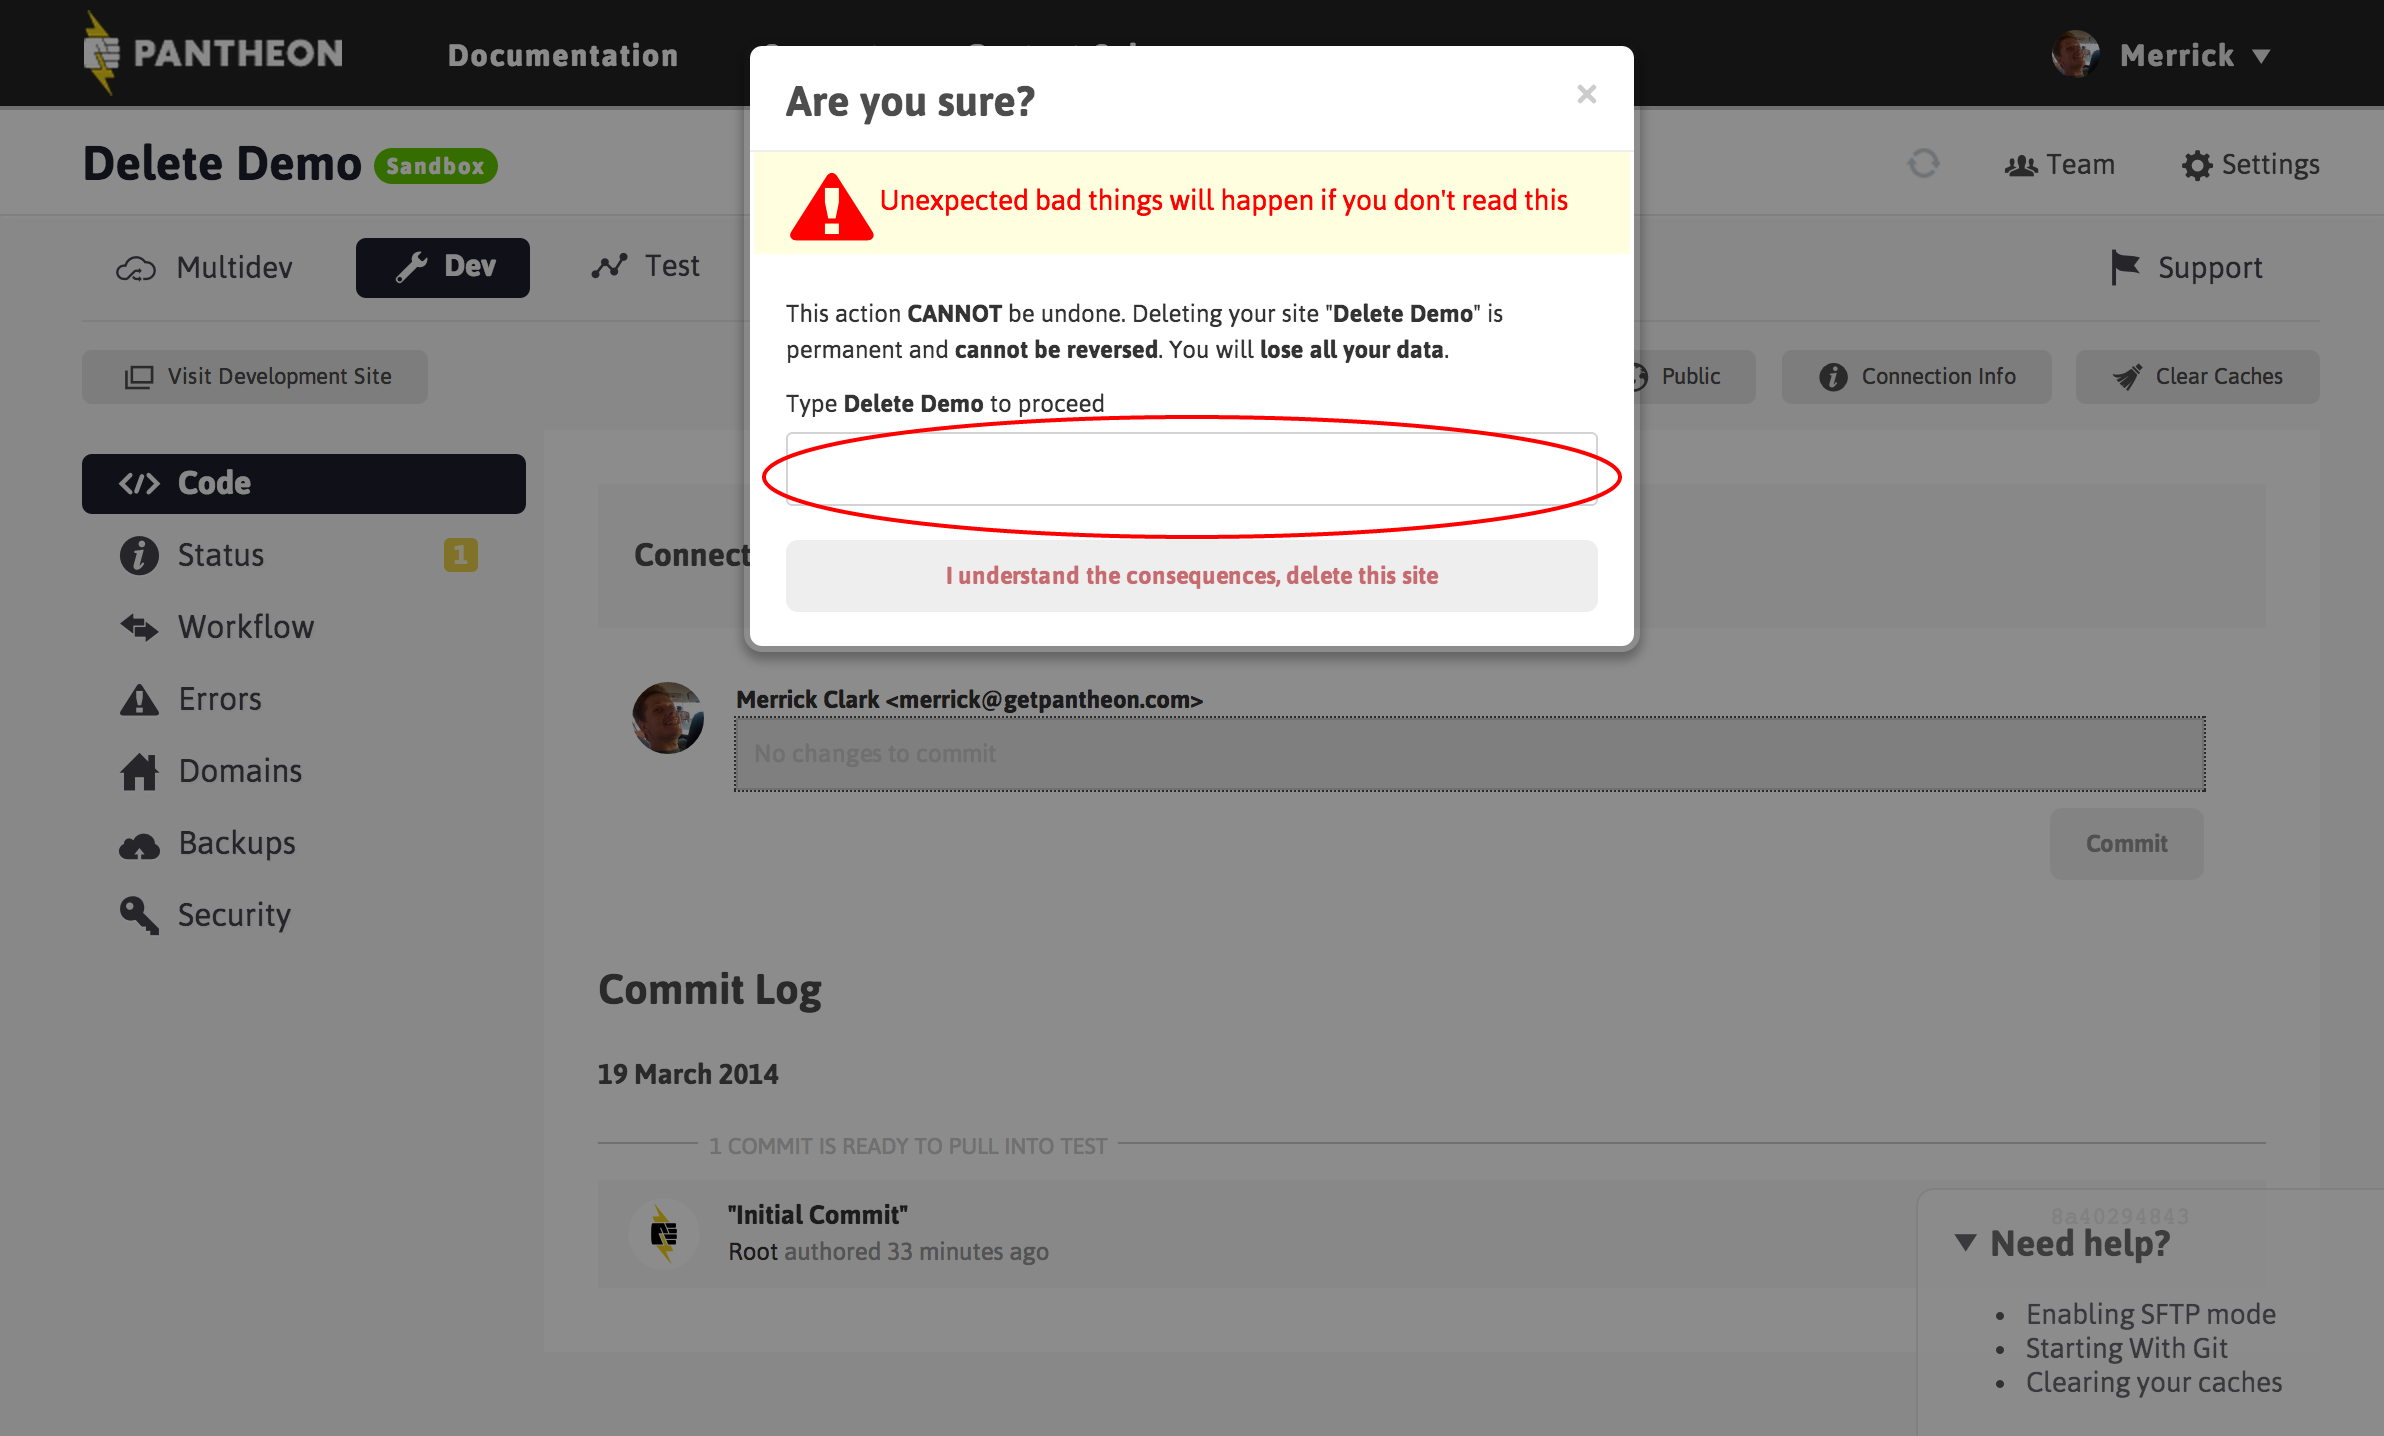 PANTHEON
Documentation
Merrick
Are you sure?
×
Delete Demo
Sandbox
Team
Settings
Unexpected bad things will happen if you don't read this
Multidev
Dev
Test
Support
This action CANNOT be undone. Deleting your site "Delete Demo" is
permanent and cannot be reversed. You will lose all your data.
Visit Development Site
Public
Connection Info
Clear Caches
Type Delete Demo to proceed
Code
Status
1
Workflow
Errors
Domains
Backups
Security
Connect
I understand the consequences, delete this site
Merrick Clark <merrick@getpantheon.com>
No changes to commit
Commit
Commit Log
19 March 2014
1 COMMIT IS READY TO PULL INTO TEST
"Initial Commit"
Root authored 33 minutes ago
8a40294843
Need help?
• Enabling SFTP mode
• Starting With Git
• Clearing your caches